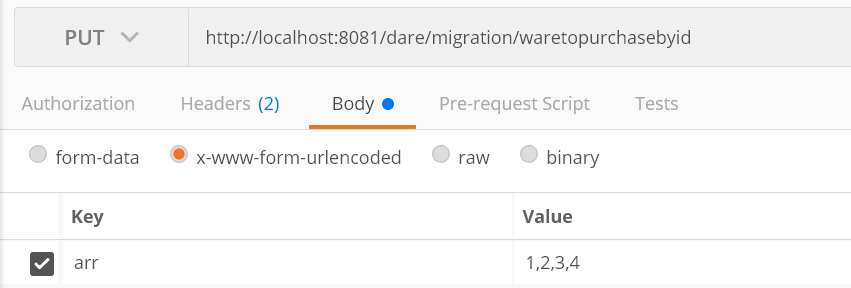 PUT http://localhost:8081/dare/migration/waretopurchasebyid
Authorization Headers (2) Body Pre-request Script Tests
form-data x-www-form-urlencoded raw binary
Key Value
arr 1,2,3,4